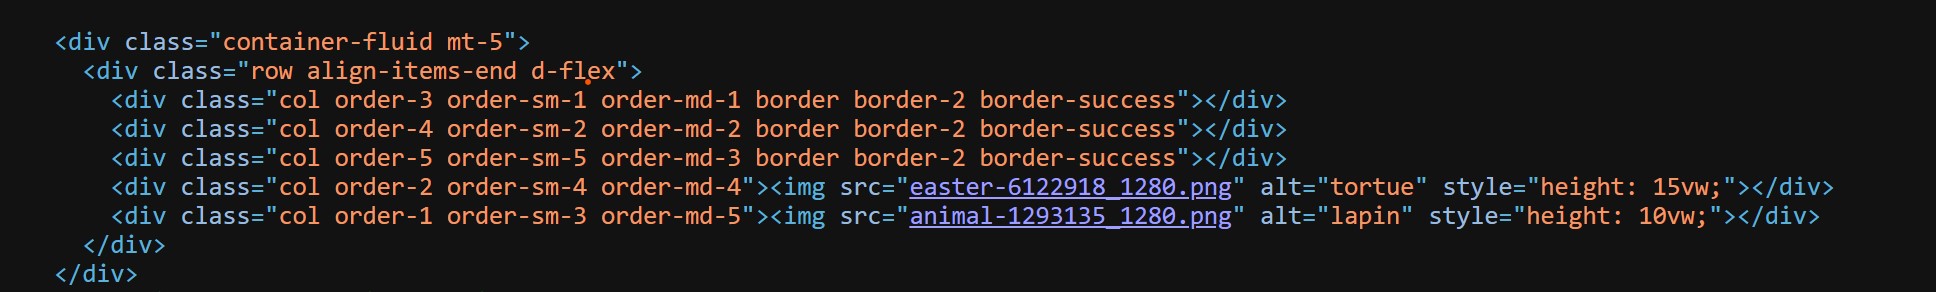 <div class="container-fluid mt-5">
<div class="row align-items-end d-flex">
<div class="col order-3 order-sm-1 order-md-1 border border-2 border-success"></div>
<div class="col order-4 order-sm-2 order-md-2 border border-2 border-success"></div>
<div class="col order-5 order-sm-5 order-md-3 border border-2 border-success"></div>
<div class="col order-2 order-sm-4 order-md-4"><img src="easter-6122918_1280.png" alt="tortue" style="height: 15vw;"></div>
<div class="col order-1 order-sm-3 order-md-5"><img src="animal-1293135_1280.png" alt="lapin" style="height: 10vw;"></div>
</div>
</div>